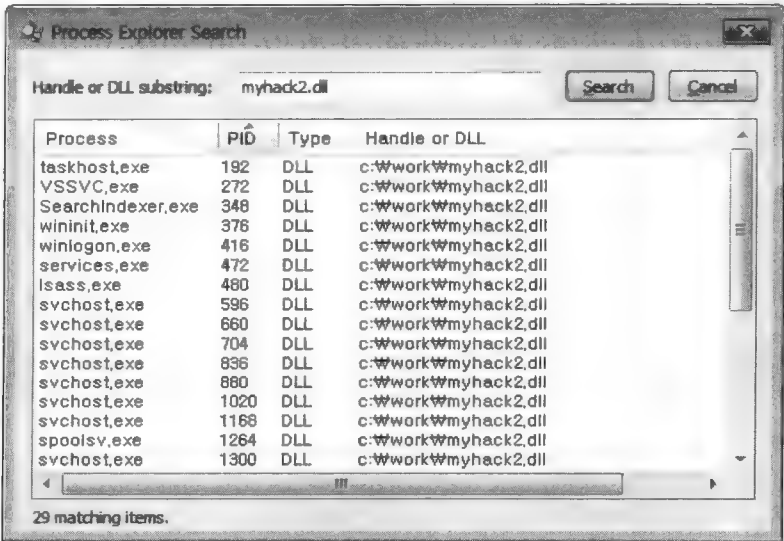 Process Explorer Search
Handle or DLL substring: myhack2.dll Search Cancel
Process PID Type Handle or DLL
taskhost.exe 192 DLL c:₩work₩myhack2.dll
VSSVC.exe 272 DLL c:₩work₩myhack2.dll
SearchIndexer.exe 348 DLL c:₩work₩myhack2.dll
wininit.exe 376 DLL c:₩work₩myhack2.dll
winlogon.exe 416 DLL c:₩work₩myhack2.dll
services.exe 472 DLL c:₩work₩myhack2.dll
lsass.exe 480 DLL c:₩work₩myhack2.dll
svchost.exe 596 DLL c:₩work₩myhack2.dll
svchost.exe 660 DLL c:₩work₩myhack2.dll
svchost.exe 704 DLL c:₩work₩myhack2.dll
svchost.exe 836 DLL c:₩work₩myhack2.dll
svchost.exe 880 DLL c:₩work₩myhack2.dll
svchost.exe 1020 DLL c:₩work₩myhack2.dll
svchost.exe 1168 DLL c:₩work₩myhack2.dll
spoolsv.exe 1264 DLL c:₩work₩myhack2.dll
svchost.exe 1300 DLL c:₩work₩myhack2.dll
29 matching items.